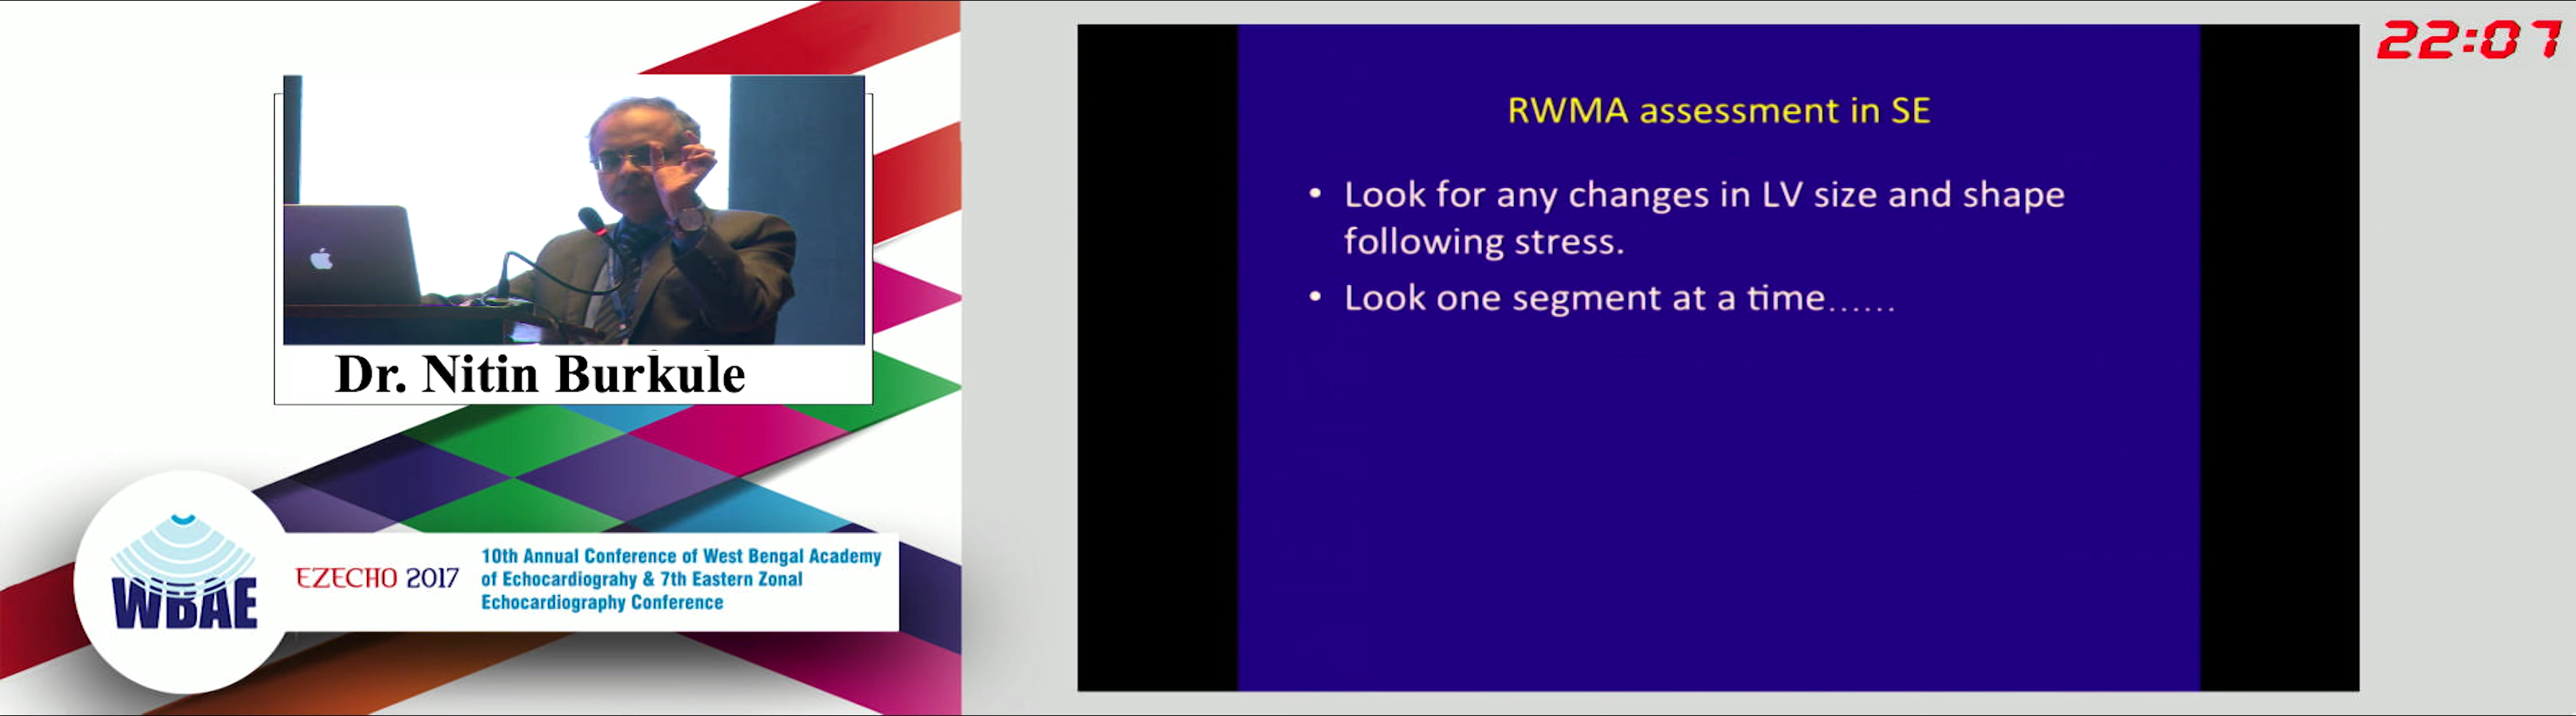 Dr. Nitin Burkule
WBAE
EZECHO 2017
10th Annual Conference of West Bengal Academy
of Echocardiograhy & 7th Eastern Zonal
Echocardiography Conference
RWMA assessment in SE
• Look for any changes in LV size and shape
following stress.
• Look one segment at a time......
22:07